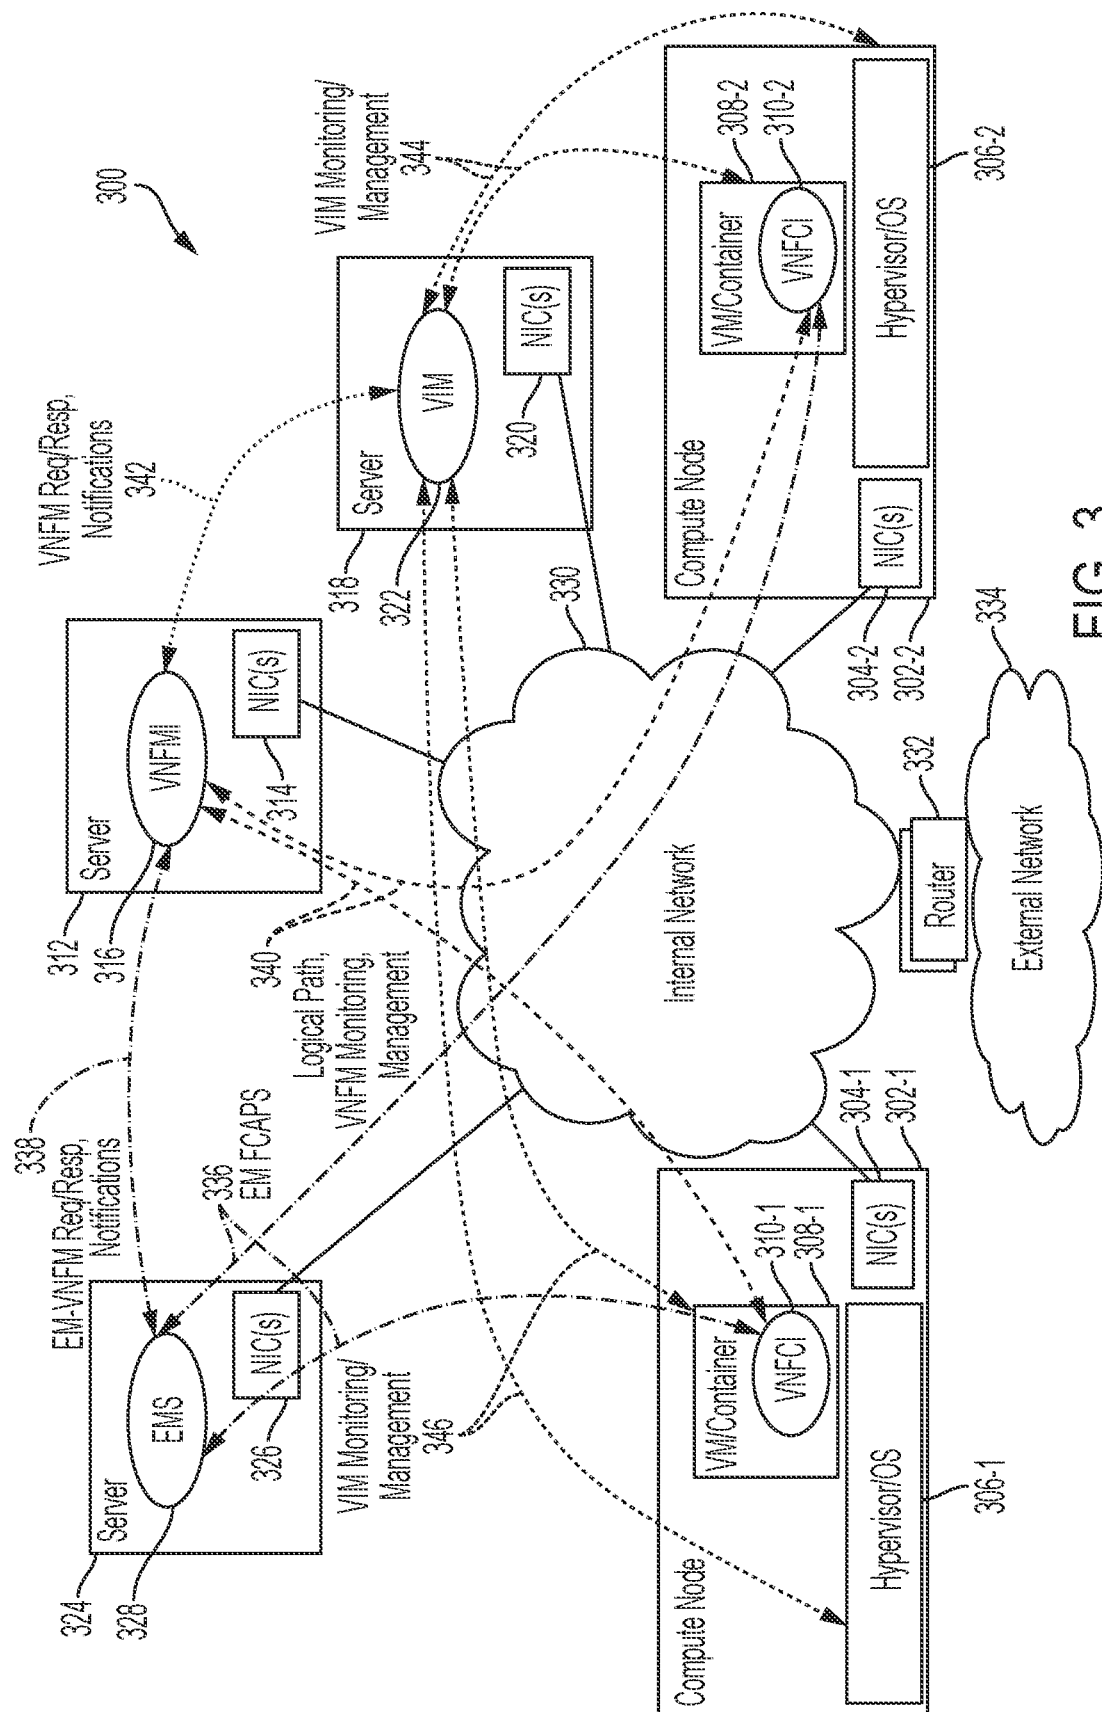 300
324
Server
EMS
328
NIC(s)
326
EM-VNFM Req/Resp,
Notifications
338
312
Server
VNFMI
316
NIC(s)
314
VNFM Req/Resp,
Notifications
342
318
Server
VIM
322
NIC(s)
320
VIM Monitoring/
Management
344
336
EM FCAPS
340
Logical Path,
VNFM Monitoring,
Management
VIM Monitoring/
Management
346
330
Internal Network
Compute Node
VM/Container
VNFCI
310-1
308-1
NIC(s)
304-1
302-1
Hypervisor/OS
306-1
Compute Node
VM/Container
VNFCI
308-2
310-2
NIC(s)
304-2
302-2
Hypervisor/OS
306-2
Router
332
External Network
334
FIG. 3